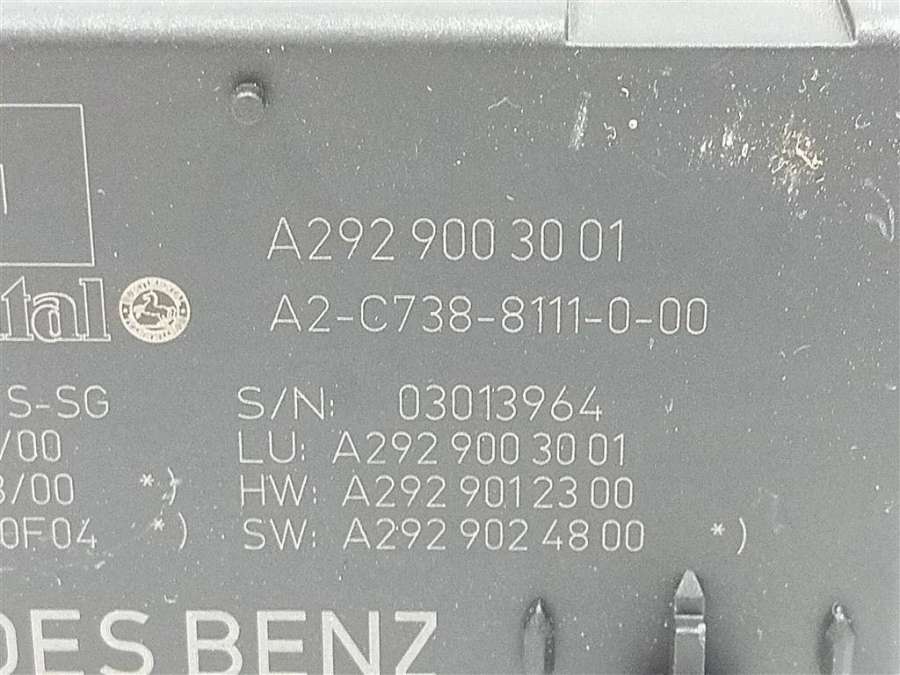 A292 900 30 01
tal
A2-C738-8111-0-00
S-SG S/N: 03013964
/00 LU: A292 900 30 01
3/00 *) HW: A292 901 23 00
0F04 *) SW: A292 902 48 00 *)
DES BENZ